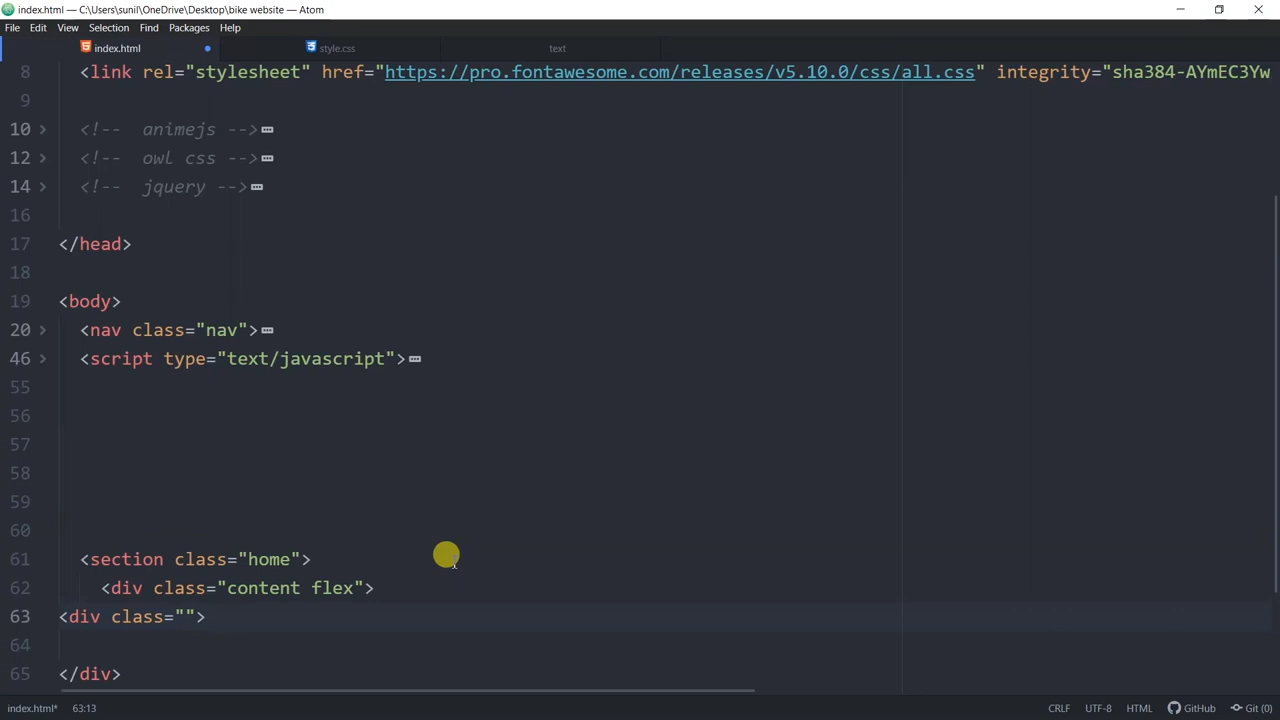 index.html — C:\Users\sunil\OneDrive\Desktop\bike website — Atom
File Edit View Selection Find Packages Help
index.html style.css text
8 <link rel="stylesheet" href="https://pro.fontawesome.com/releases/v5.10.0/css/all.css" integrity="sha384-AYmEC3Yw
9
10 <!-- animejs -->
12 <!-- owl css -->
14 <!-- jquery -->
16
17 </head>
18
19 <body>
20 <nav class="nav">
46 <script type="text/javascript">
55
56
57
58
59
60
61 <section class="home">
62 <div class="content flex">
63 <div class="">
64
65 </div>
index.html* 63:13 CRLF UTF-8 HTML GitHub Git (0)